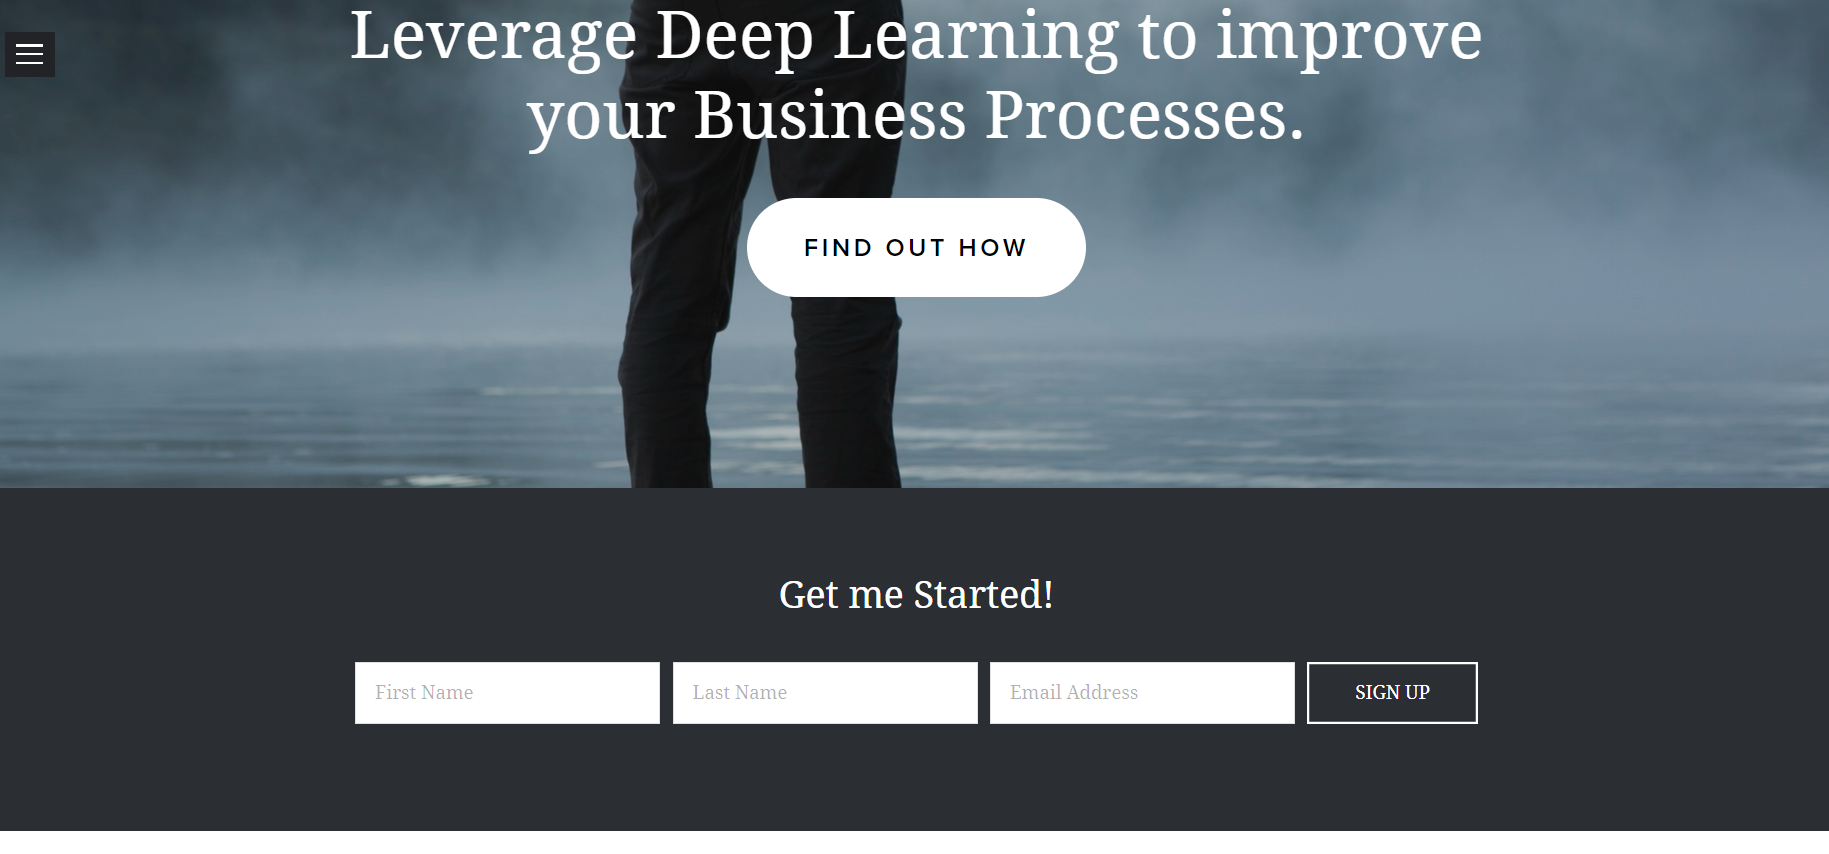 Leverage Deep Learning to improve
your Business Processes.
FIND OUT HOW
Get me Started!
First Name
Last Name
Email Address
SIGN UP